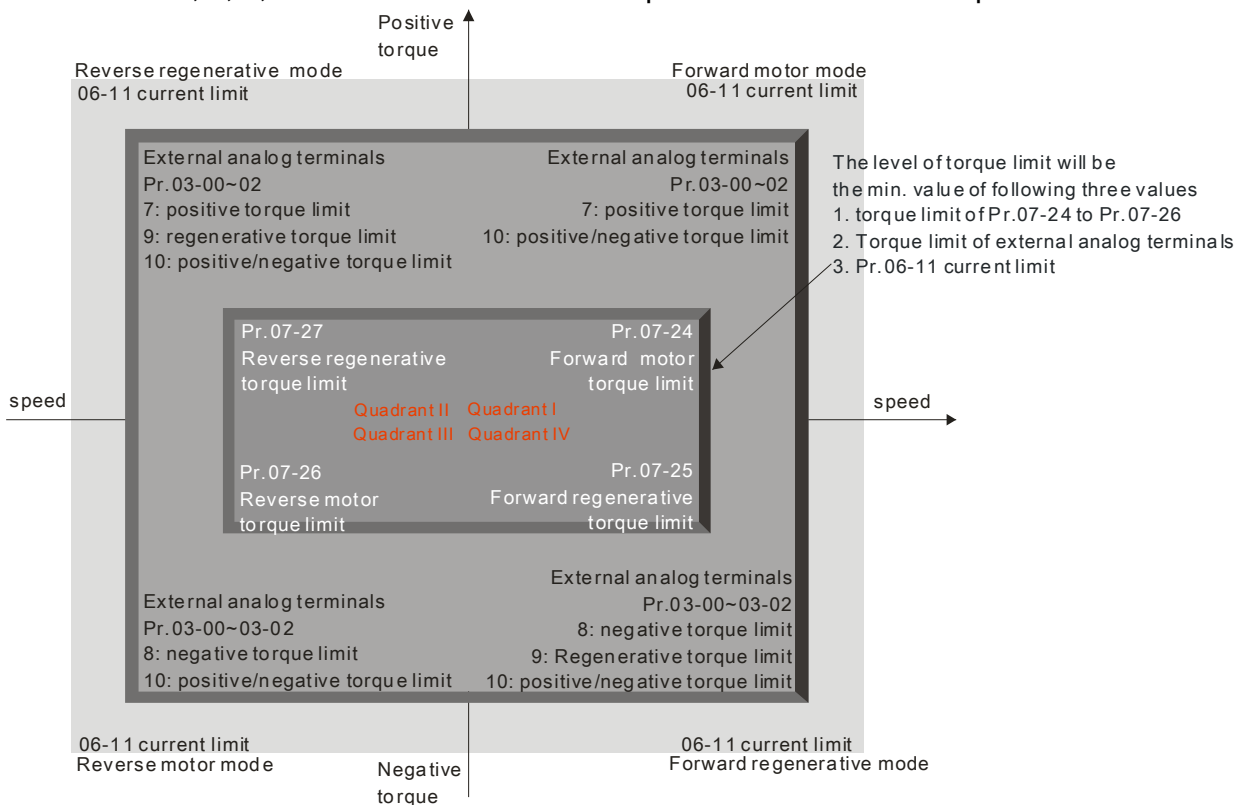 Positive
torque
Reverse regenerative mode
06-11 current limit
Forward motor mode
06-11 current limit
External analog terminals
Pr.03-00~02
7: positive torque limit
9: regenerative torque limit
10: positive/negative torque limit
External analog terminals
Pr.03-00~02
7: positive torque limit
10: positive/negative torque limit
The level of torque limit will be
the min. value of following three values
1. torque limit of Pr.07-24 to Pr.07-26
2. Torque limit of external analog terminals
3. Pr.06-11 current limit
Pr.07-27
Reverse regenerative
torque limit
Pr.07-24
Forward motor
torque limit
speed
Quadrant II Quadrant I
Quadrant III Quadrant IV
speed
Pr.07-26
Reverse motor
torque limit
Pr.07-25
Forward regenerative
torque limit
External analog terminals
Pr.03-00~03-02
8: negative torque limit
10: positive/negative torque limit
External analog terminals
Pr.03-00~03-02
8: negative torque limit
9: Regenerative torque limit
10: positive/negative torque limit
06-11 current limit
Reverse motor mode
06-11 current limit
Forward regenerative mode
Negative
torque